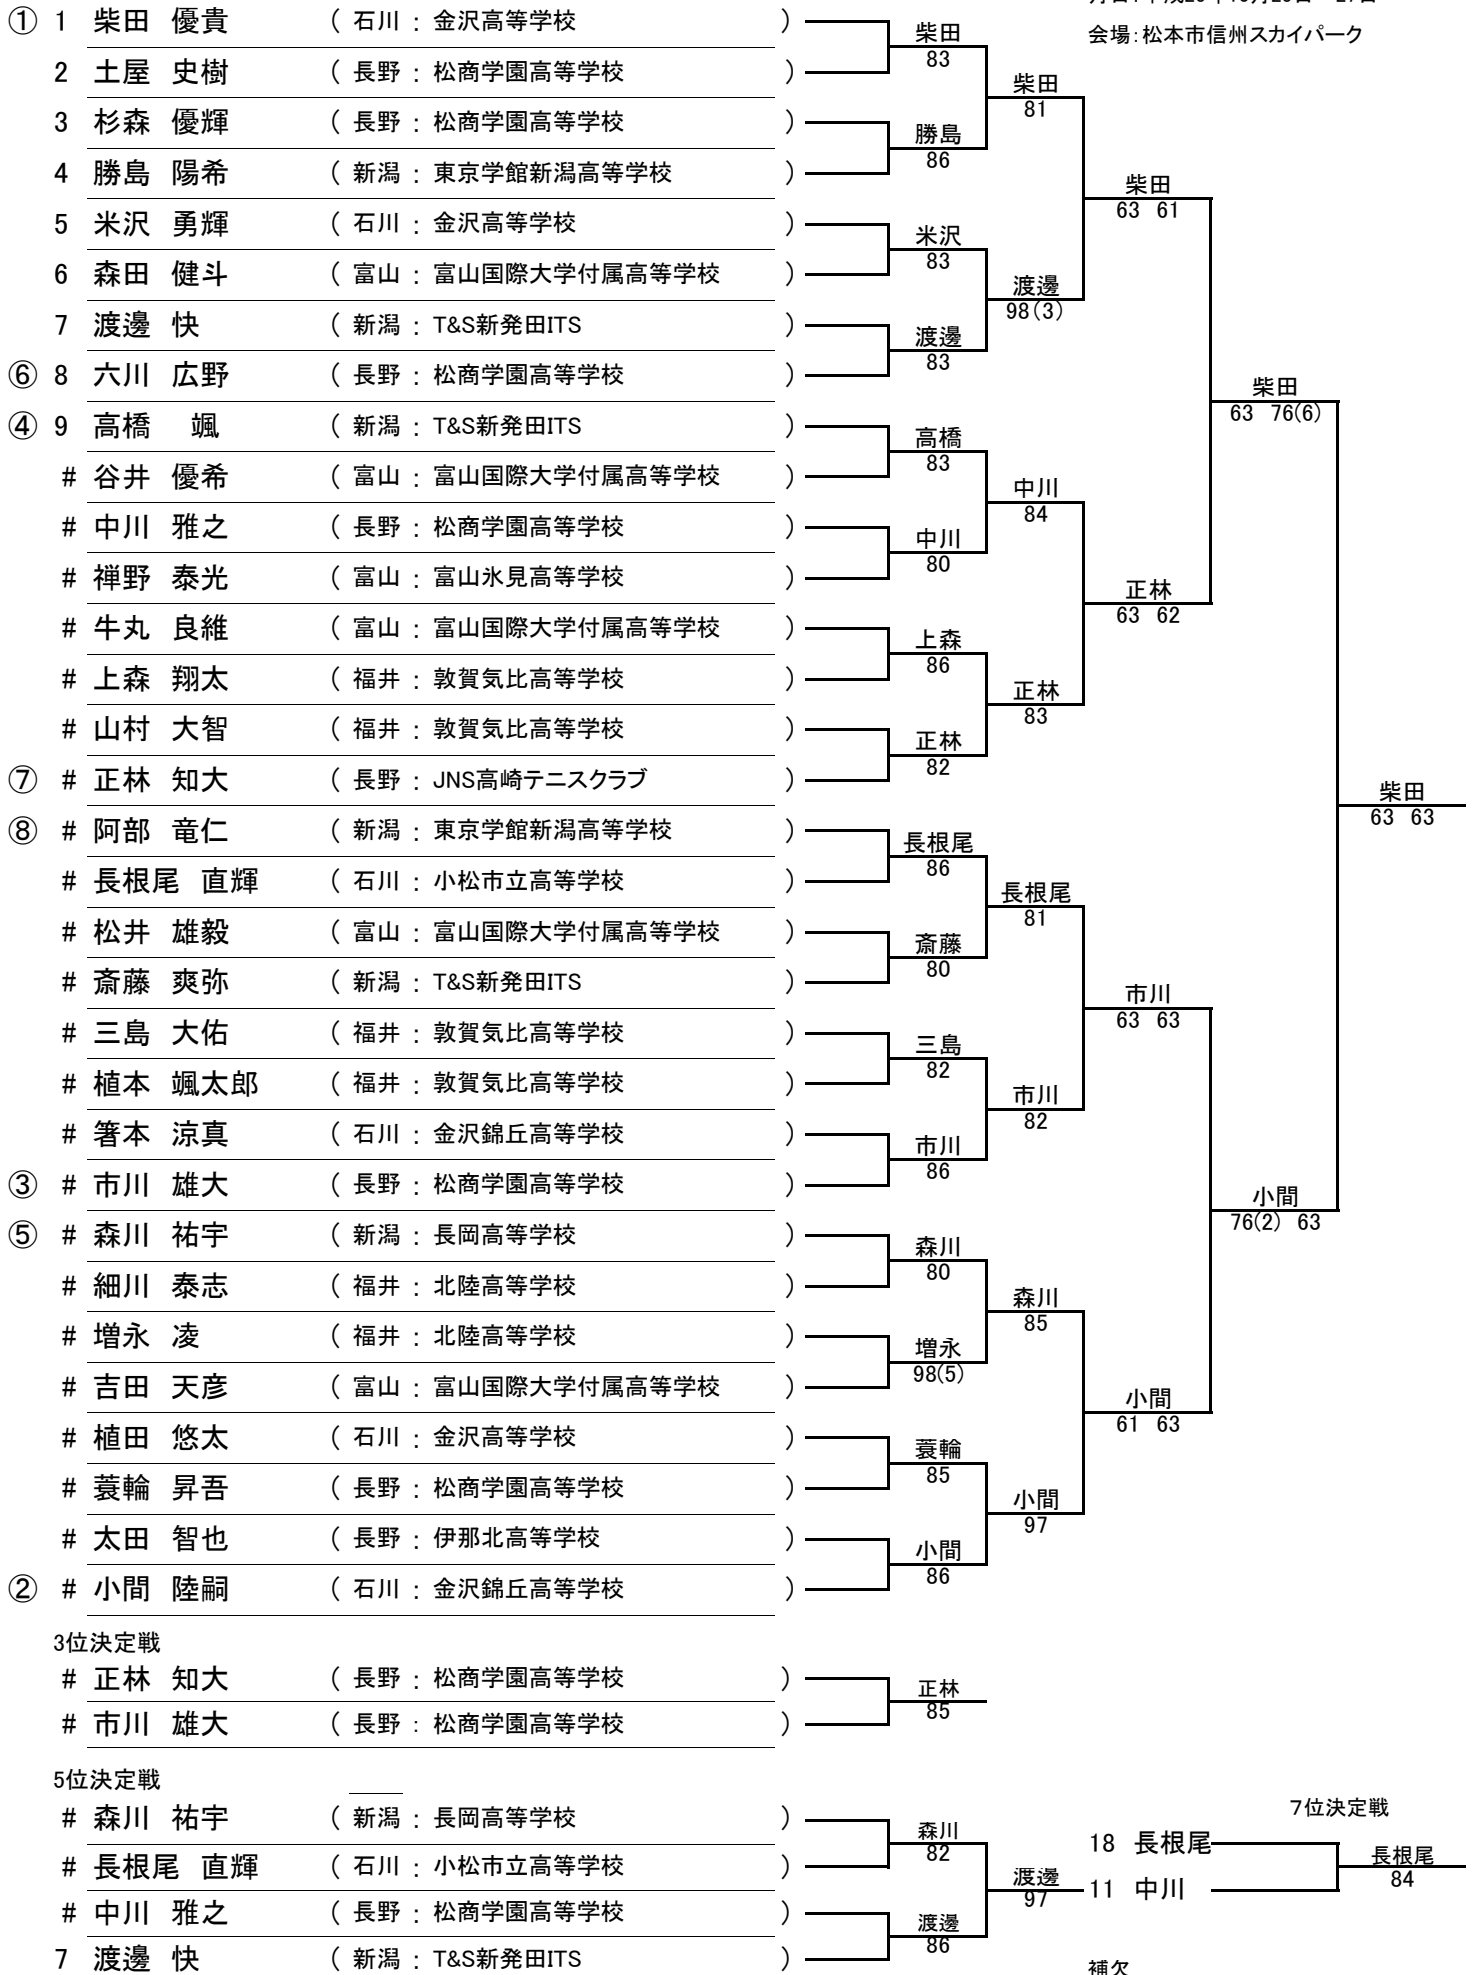 会場：松本市信州スカイパーク
① 1 柴田 優貴 （ 石川 ： 金沢高等学校 ）
柴田
83
2 土屋 史樹 （ 長野 ： 松商学園高等学校 ）
柴田
81
3 杉森 優輝 （ 長野 ： 松商学園高等学校 ）
勝島
86
4 勝島 陽希 （ 新潟 ： 東京学館新潟高等学校 ）
柴田
63 61
5 米沢 勇輝 （ 石川 ： 金沢高等学校 ）
米沢
83
6 森田 健斗 （ 富山 ： 富山国際大学付属高等学校 ）
渡邊
98(3)
7 渡邊 快 （ 新潟 ： T&S新発田ITS ）
渡邊
83
⑥ 8 六川 広野 （ 長野 ： 松商学園高等学校 ）
柴田
63 76(6)
④ 9 高橋 颯 （ 新潟 ： T&S新発田ITS ）
高橋
83
# 谷井 優希 （ 富山 ： 富山国際大学付属高等学校 ）
中川
84
# 中川 雅之 （ 長野 ： 松商学園高等学校 ）
中川
80
# 禅野 泰光 （ 富山 ： 富山氷見高等学校 ）
正林
63 62
# 牛丸 良維 （ 富山 ： 富山国際大学付属高等学校 ）
上森
86
# 上森 翔太 （ 福井 ： 敦賀気比高等学校 ）
正林
83
# 山村 大智 （ 福井 ： 敦賀気比高等学校 ）
正林
82
⑦ # 正林 知大 （ 長野 ： JNS高崎テニスクラブ ）
柴田
63 63
⑧ # 阿部 竜仁 （ 新潟 ： 東京学館新潟高等学校 ）
長根尾
86
# 長根尾 直輝 （ 石川 ： 小松市立高等学校 ）
長根尾
81
# 松井 雄毅 （ 富山 ： 富山国際大学付属高等学校 ）
斎藤
80
# 斎藤 爽弥 （ 新潟 ： T&S新発田ITS ）
市川
63 63
# 三島 大佑 （ 福井 ： 敦賀気比高等学校 ）
三島
82
# 植本 颯太郎 （ 福井 ： 敦賀気比高等学校 ）
市川
82
# 箸本 涼真 （ 石川 ： 金沢錦丘高等学校 ）
市川
86
③ # 市川 雄大 （ 長野 ： 松商学園高等学校 ）
小間
76(2) 63
⑤ # 森川 祐宇 （ 新潟 ： 長岡高等学校 ）
森川
80
# 細川 泰志 （ 福井 ： 北陸高等学校 ）
森川
85
# 増永 凌 （ 福井 ： 北陸高等学校 ）
増永
98(5)
# 吉田 天彦 （ 富山 ： 富山国際大学付属高等学校 ）
小間
61 63
# 植田 悠太 （ 石川 ： 金沢高等学校 ）
蓑輪
85
# 蓑輪 昇吾 （ 長野 ： 松商学園高等学校 ）
小間
97
# 太田 智也 （ 長野 ： 伊那北高等学校 ）
小間
86
② # 小間 陸嗣 （ 石川 ： 金沢錦丘高等学校 ）
3位決定戦
# 正林 知大 （ 長野 ： 松商学園高等学校 ）
正林
85
# 市川 雄大 （ 長野 ： 松商学園高等学校 ）
5位決定戦
# 森川 祐宇 （ 新潟 ： 長岡高等学校 ）
森川
82
# 長根尾 直輝 （ 石川 ： 小松市立高等学校 ）
渡邊
97
# 中川 雅之 （ 長野 ： 松商学園高等学校 ）
渡邊
86
7 渡邊 快 （ 新潟 ： T&S新発田ITS ）
7位決定戦
18 長根尾
長根尾
84
11 中川
補欠